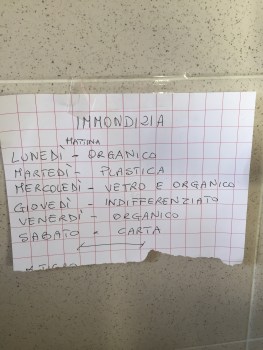 IMMONDIZIA
MATTINA
LUNEDÌ - ORGANICO
MARTEDÌ - PLASTICA
MERCOLEDÌ - VETRO E ORGANICO
GIOVEDÌ - INDIFFERENZIATO
VENERDÌ - ORGANICO
SABATO - CARTA